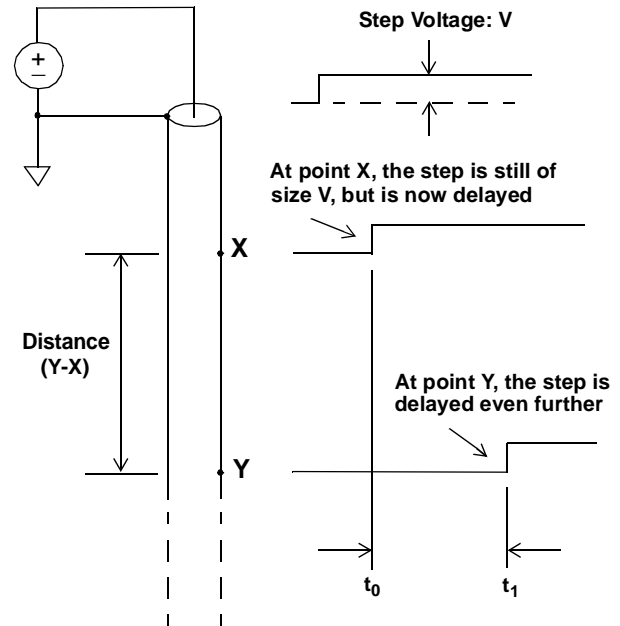 Step Voltage: V
+
–
At point X, the step is still of
size V, but is now delayed
X
Distance
(Y-X)
At point Y, the step is
delayed even further
Y
t0
t1